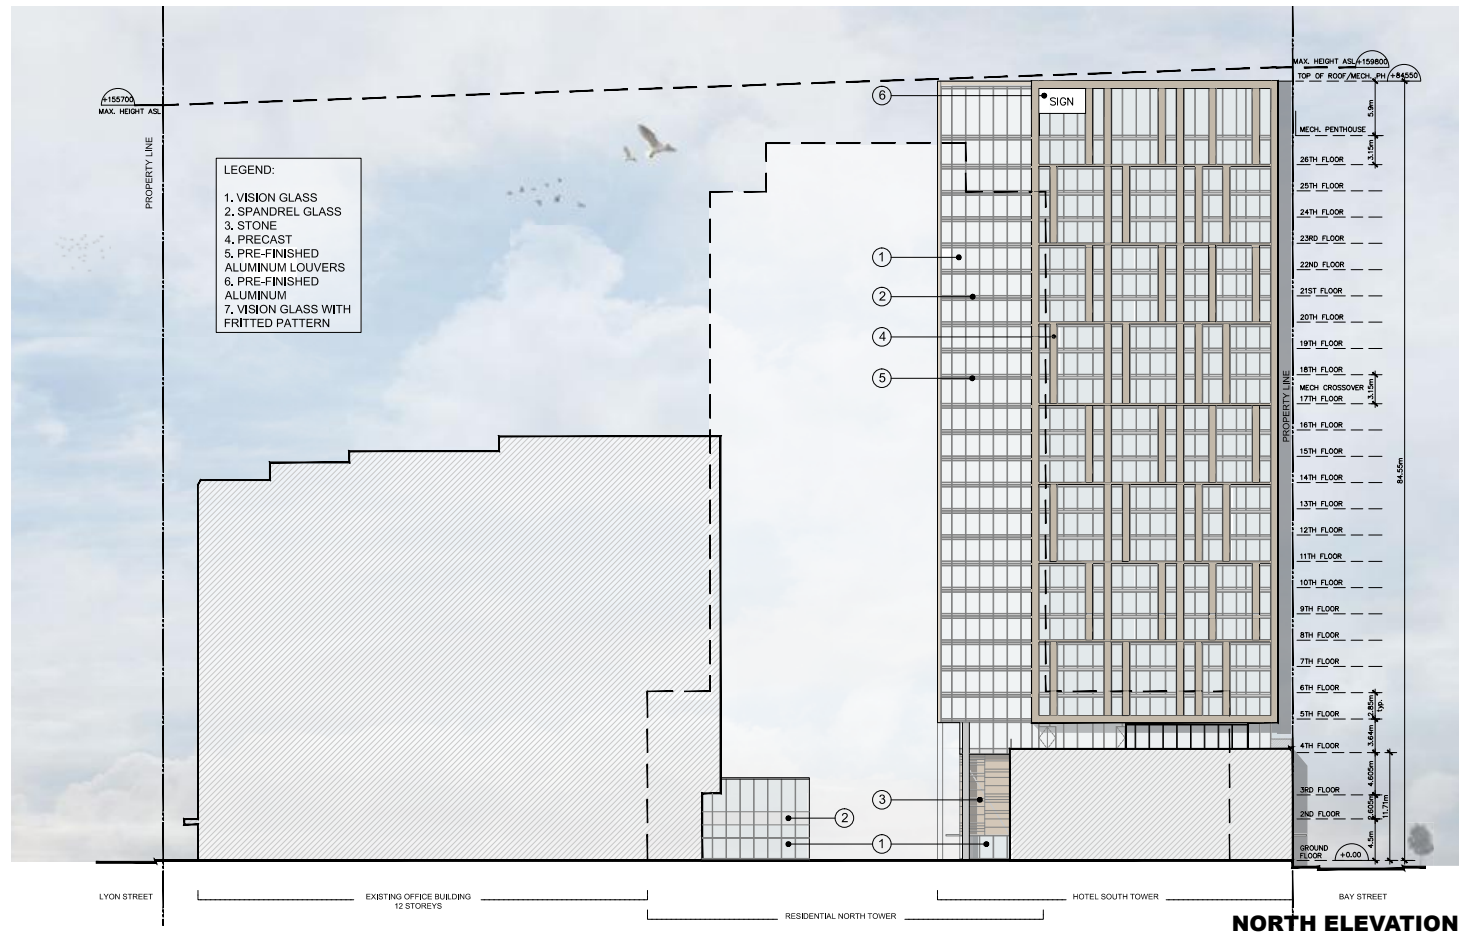 +155700
MAX. HEIGHT ASL
PROPERTY LINE
LEGEND:
1. VISION GLASS
2. SPANDREL GLASS
3. STONE
4. PRECAST
5. PRE-FINISHED
ALUMINUM LOUVERS
6. PRE-FINISHED
ALUMINUM
7. VISION GLASS WITH
FRITTED PATTERN
6
SIGN
1
2
4
5
3
2
1
PROPERTY LINE
MAX. HEIGHT ASL +159800
TOP OF ROOF/MECH. PH +84550
5.9m
MECH. PENTHOUSE
3.15m
26TH FLOOR
25TH FLOOR
24TH FLOOR
23RD FLOOR
22ND FLOOR
21ST FLOOR
20TH FLOOR
19TH FLOOR
18TH FLOOR
MECH CROSSOVER
3.15m
17TH FLOOR
16TH FLOOR
15TH FLOOR
14TH FLOOR
84.55m
13TH FLOOR
12TH FLOOR
11TH FLOOR
10TH FLOOR
9TH FLOOR
8TH FLOOR
7TH FLOOR
6TH FLOOR
2.85m
typ.
5TH FLOOR
3.64m
4TH FLOOR
4.605m
3RD FLOOR
2.605m
11.71m
2ND FLOOR
4.5m
GROUND
FLOOR
+0.00
LYON STREET
EXISTING OFFICE BUILDING
12 STOREYS
RESIDENTIAL NORTH TOWER
HOTEL SOUTH TOWER
BAY STREET
NORTH ELEVATION